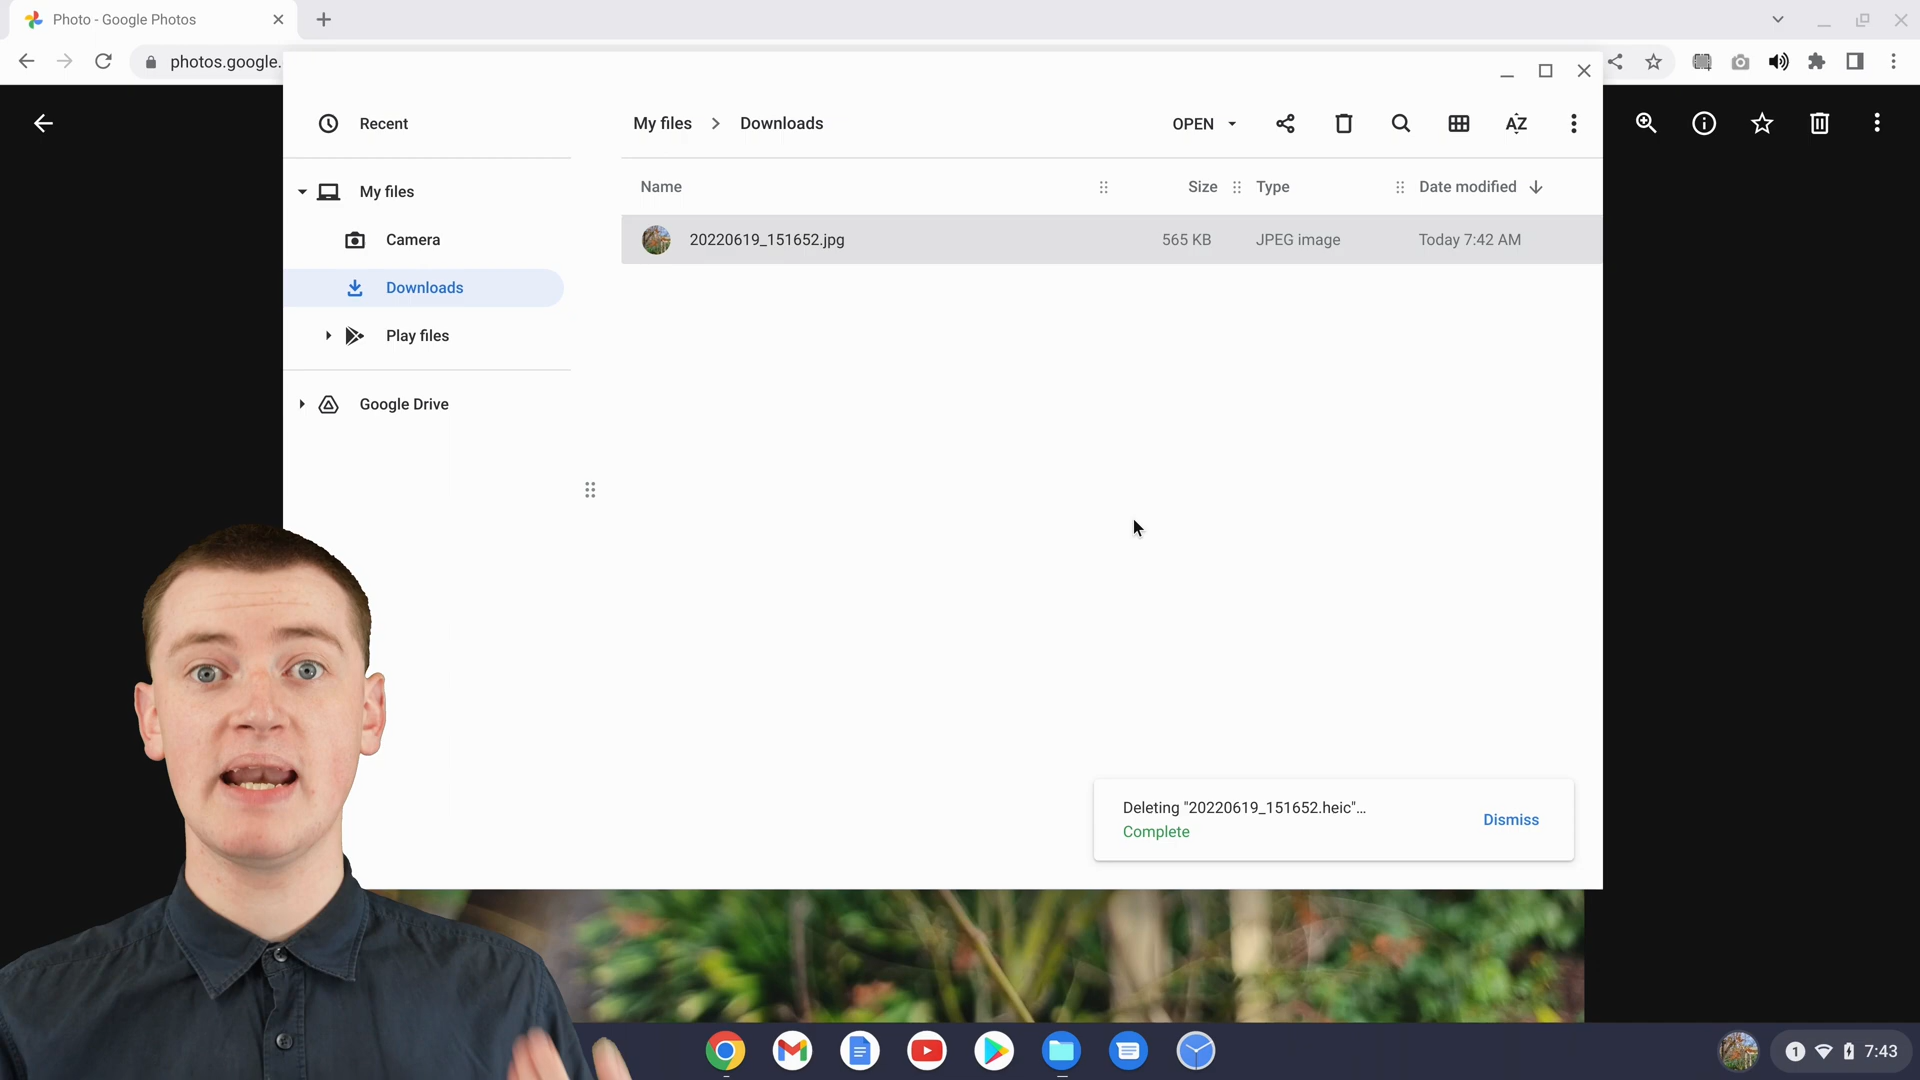 Photo - Google Photos
photos.google.
Recent
My files
Camera
Downloads
Play files
Google Drive
My files Downloads
OPEN
AZ
Name Size Type Date modified
20220619_151652.jpg 565 KB JPEG image Today 7:42 AM
Deleting "20220619_151652.heic"...
Complete
Dismiss
1 7:43